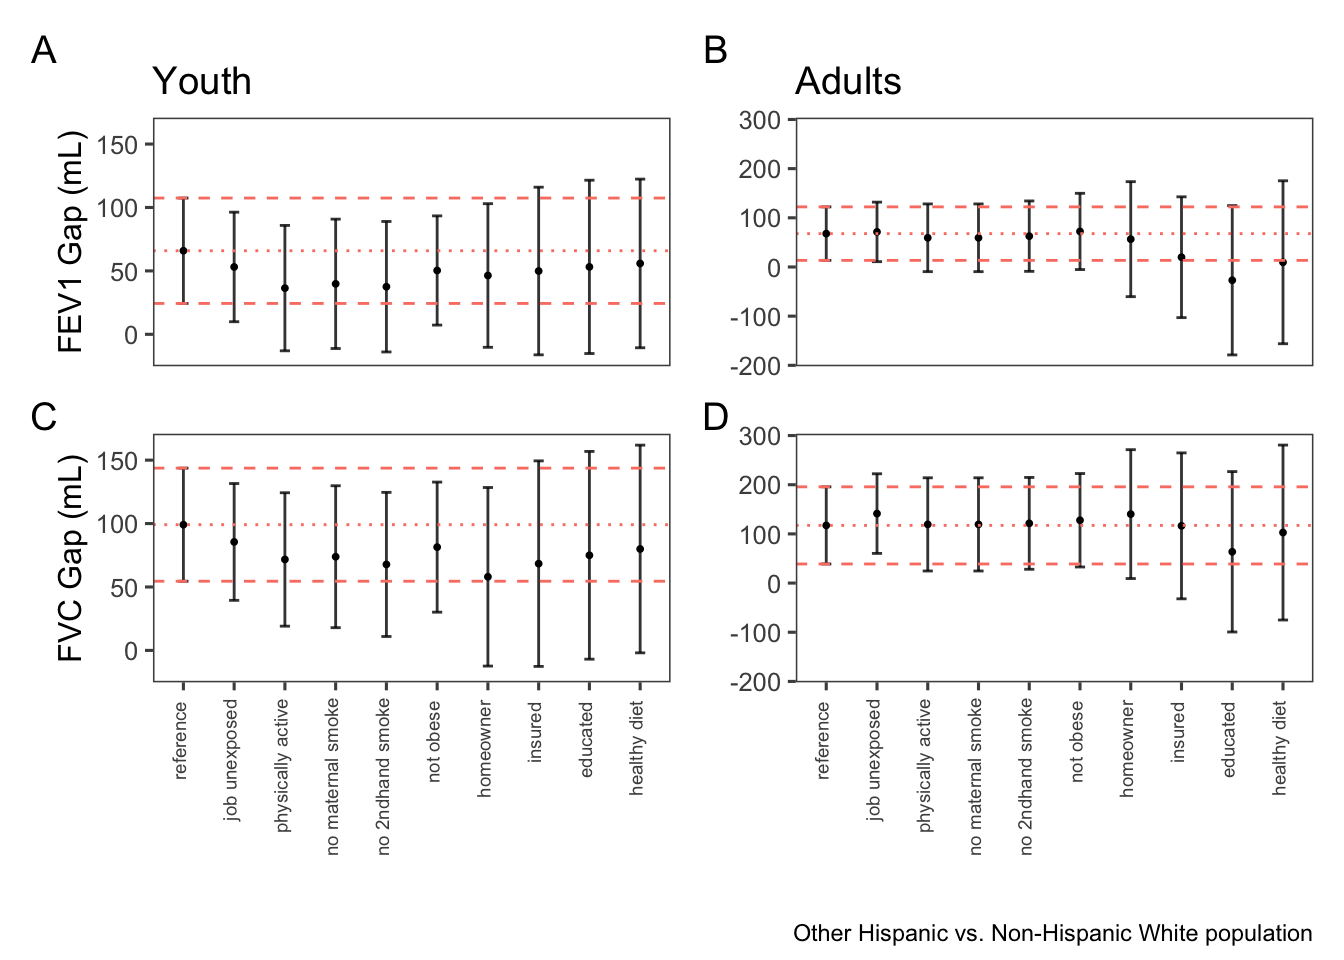 A
Youth
FEV1 Gap (mL)
150
100
50
0
B
Adults
300
200
100
0
-100
-200
C
FVC Gap (mL)
150
100
50
0
reference
job unexposed
physically active
no maternal smoke
no 2ndhand smoke
not obese
homeowner
insured
educated
healthy diet
D
300
200
100
0
-100
-200
reference
job unexposed
physically active
no maternal smoke
no 2ndhand smoke
not obese
homeowner
insured
educated
healthy diet
Other Hispanic vs. Non-Hispanic White population